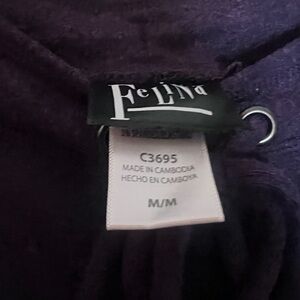 FeLiNa
C3695
MADE IN CAMBODIA
HECHO EN CAMBOYA
M/M